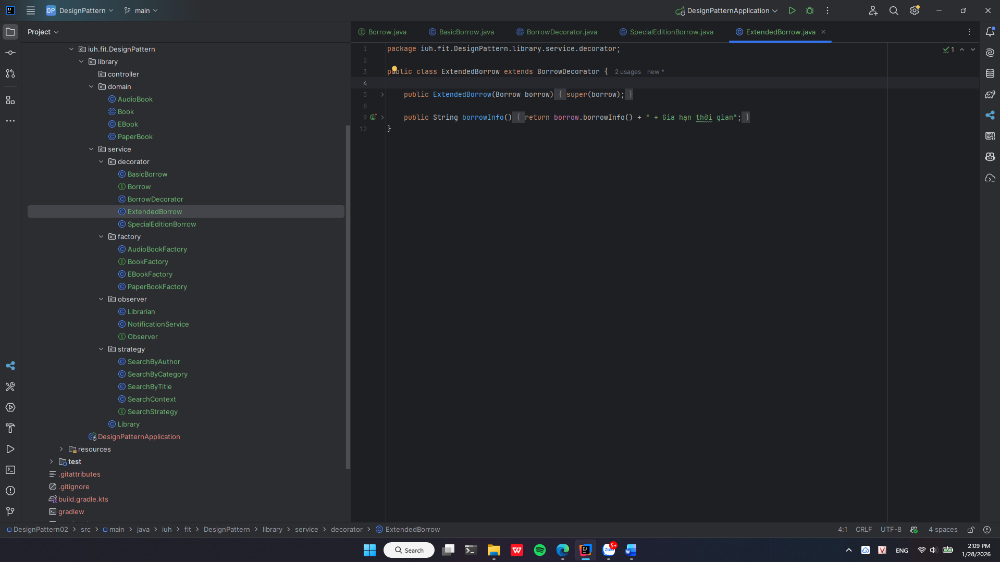 DP DesignPattern main DesignPatternApplication
Project
iuh.fit.DesignPattern
library
controller
domain
AudioBook
Book
EBook
PaperBook
service
decorator
BasicBorrow
Borrow
BorrowDecorator
ExtendedBorrow
SpecialEditionBorrow
factory
AudioBookFactory
BookFactory
EBookFactory
PaperBookFactory
observer
Librarian
NotificationService
Observer
strategy
SearchByAuthor
SearchByCategory
SearchByTitle
SearchContext
SearchStrategy
Library
DesignPatternApplication
resources
test
.gitattributes
.gitignore
build.gradle.kts
gradlew
Borrow.java BasicBorrow.java BorrowDecorator.java SpecialEditionBorrow.java ExtendedBorrow.java
1 package iuh.fit.DesignPattern.library.service.decorator; 1
2
3 public class ExtendedBorrow extends BorrowDecorator { 2 usages new *
4
5 public ExtendedBorrow(Borrow borrow) { super(borrow); }
8
9 public String borrowInfo() { return borrow.borrowInfo() + " + Gia hạn thời gian"; }
12 }
DesignPattern02 > src > main > java > iuh > fit > DesignPattern > library > service > decorator > ExtendedBorrow 4:1 CRLF UTF-8 4 spaces
Search
Zalo 5+
ENG
2:09 PM
1/28/2026